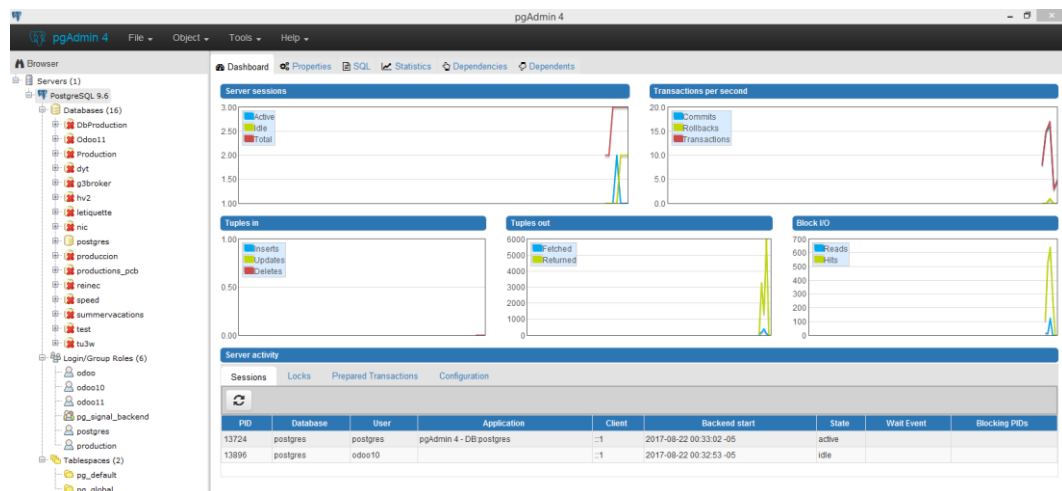 pgAdmin 4
pgAdmin 4 File Object Tools Help
Browser
Servers (1)
PostgreSQL 9.6
Databases (16)
DbProduction
Odoo11
Production
dyt
g3broker
hv2
letiquette
nic
postgres
produccion
productions_pcb
reinec
speed
summervacations
test
tu3w
Login/Group Roles (6)
odoo
odoo10
odoo11
pg_signal_backend
postgres
production
Tablespaces (2)
pg_default
pg_global
Dashboard Properties SQL Statistics Dependencies Dependents
Server sessions
3.00
2.50
2.00
1.50
1.00
Active
Idle
Total
Transactions per second
20.0
15.0
10.0
5.0
0.0
Commits
Rollbacks
Transactions
Tuples in
1.00
0.50
0.00
Inserts
Updates
Deletes
Tuples out
6000
5000
4000
3000
2000
1000
0
Fetched
Returned
Block I/O
700
600
500
400
300
200
100
0
Reads
Hits
Server activity
Sessions Locks Prepared Transactions Configuration
PID Database User Application Client Backend start State Wait Event Blocking PIDs
13724 postgres postgres pgAdmin 4 - DB:postgres ::1 2017-08-22 00:33:02 -05 active
13896 postgres odoo10 ::1 2017-08-22 00:32:53 -05 idle